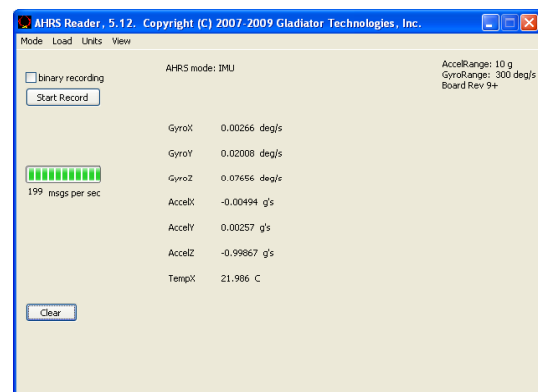 AHRS Reader, 5.12. Copyright (C) 2007-2009 Gladiator Technologies, Inc.
Mode Load Units View
AHRS mode: IMU
AccelRange: 10 g
GyroRange: 300 deg/s
Board Rev 9+
binary recording
Start Record
GyroX 0.00266 deg/s
GyroY 0.02008 deg/s
GyroZ 0.07656 deg/s
199 msgs per sec
AccelX -0.00494 g's
AccelY 0.00257 g's
AccelZ -0.99867 g's
TempX 21.986 C
Clear